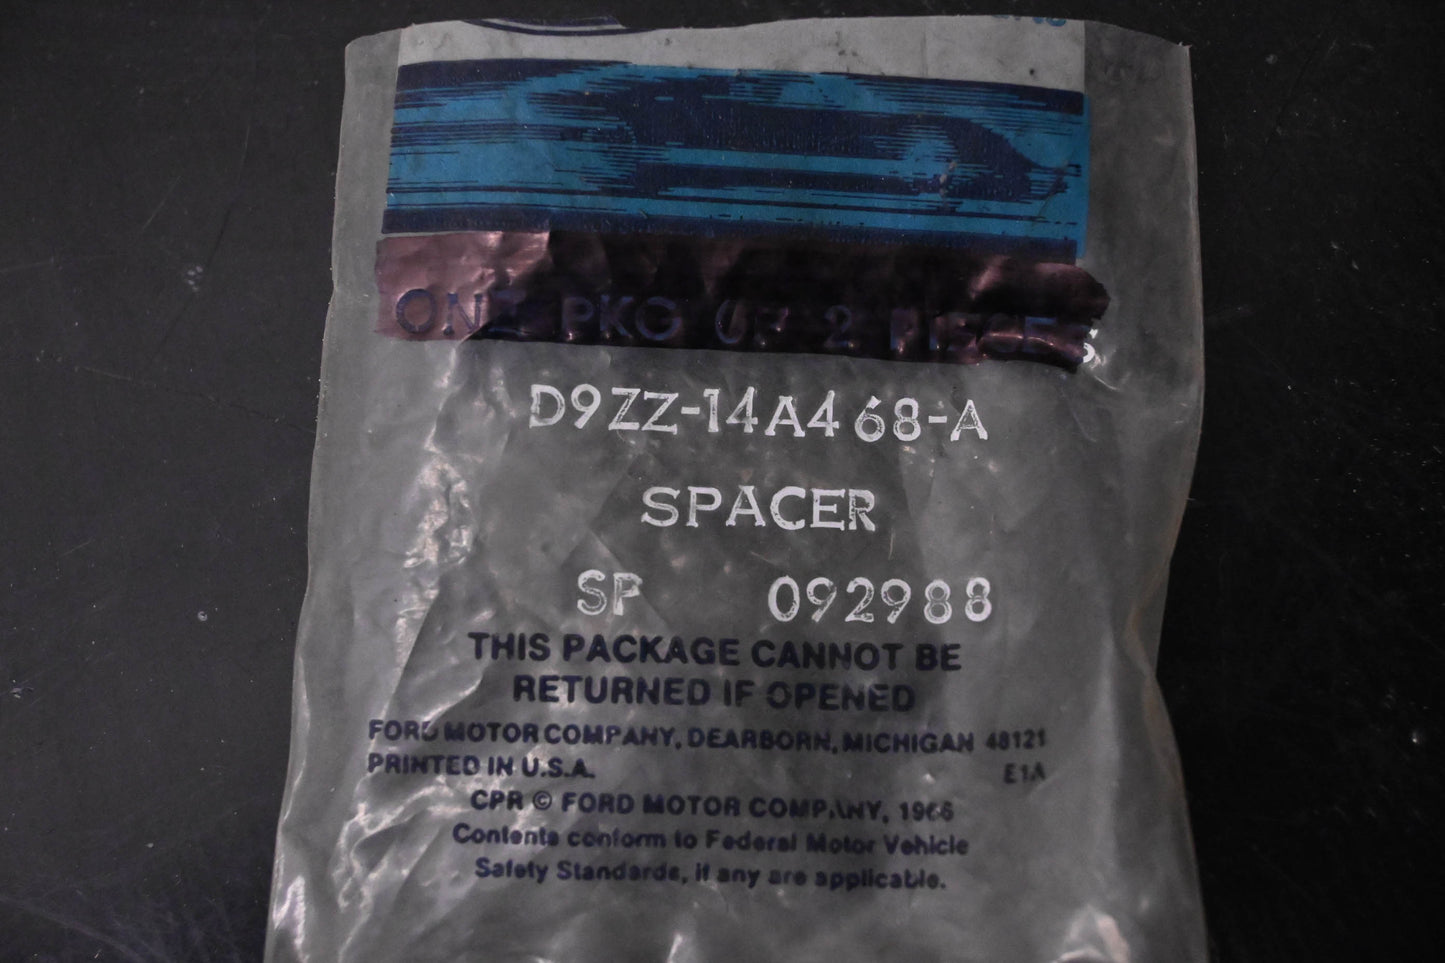 ONE PKG OF 2 PIECES
D9ZZ-14A468-A
SPACER
SP 092988
THIS PACKAGE CANNOT BE
RETURNED IF OPENED
FORD MOTOR COMPANY, DEARBORN, MICHIGAN 48121
PRINTED IN U.S.A. E1A
CPR © FORD MOTOR COMPANY, 1966
Contents conform to Federal Motor Vehicle
Safety Standards, if any are applicable.